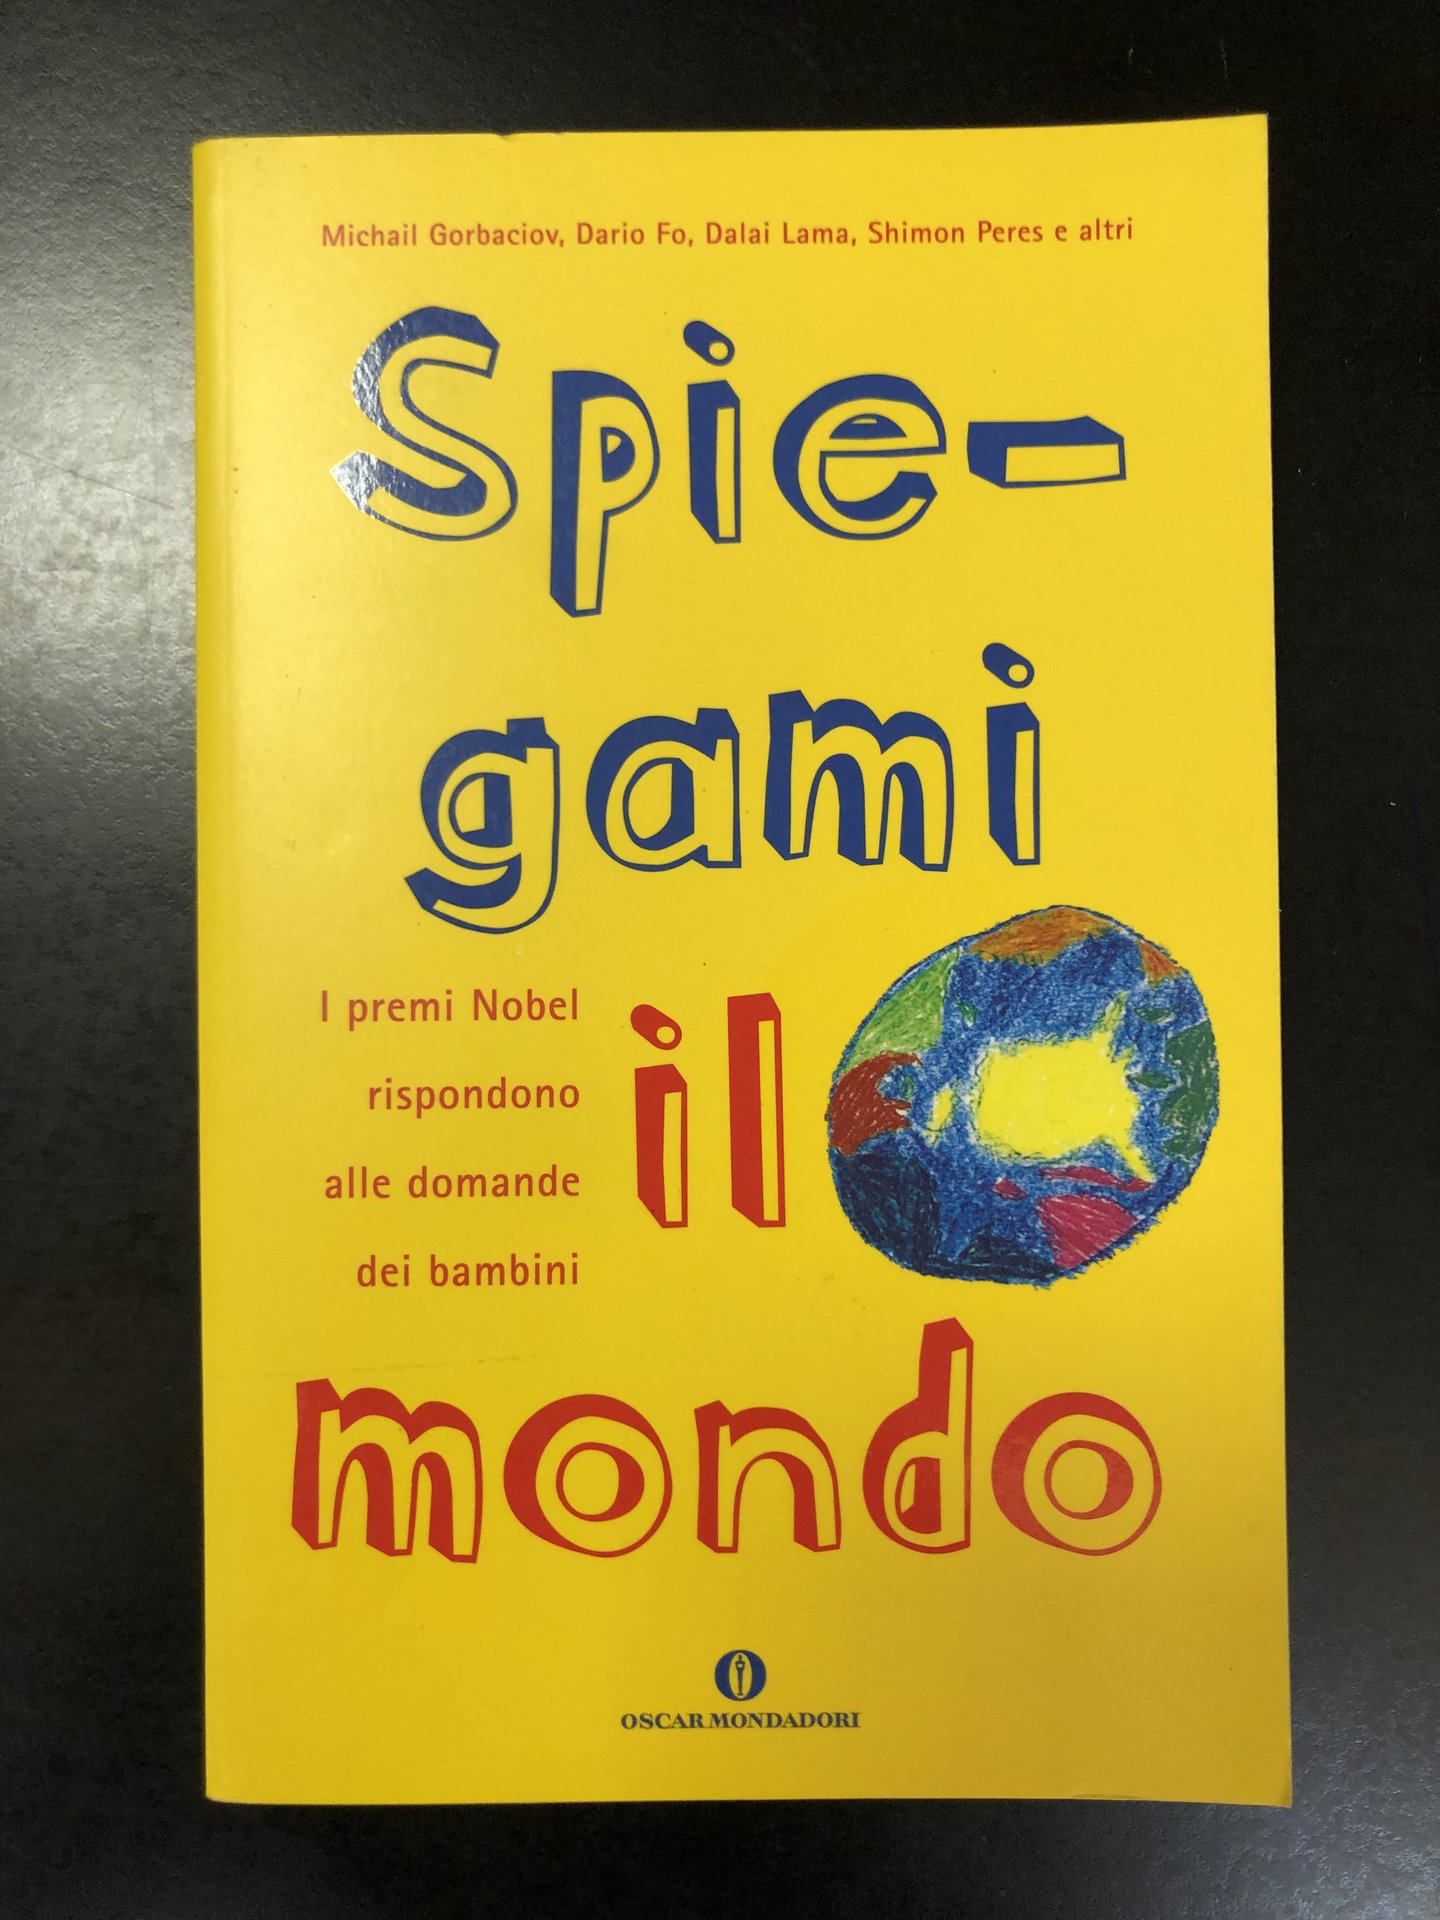 Michail Gorbaciov, Dario Fo, Dalai Lama, Shimon Peres e altri
Spie-
gami
il
mondo
I premi Nobel
rispondono
alle domande
dei bambini
OSCAR MONDADORI